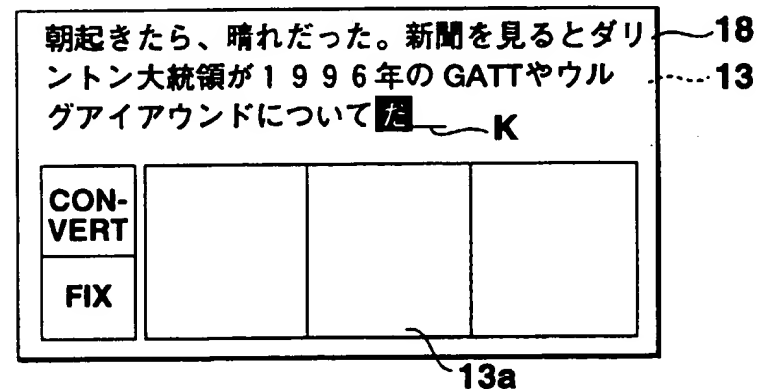 朝起きたら、晴れだった。新聞を見るとダリ
ントン大統領が１９９６年のGATTやウル
グアイアウンドについてだ
18
13
K
CON-
VERT
FIX
13a